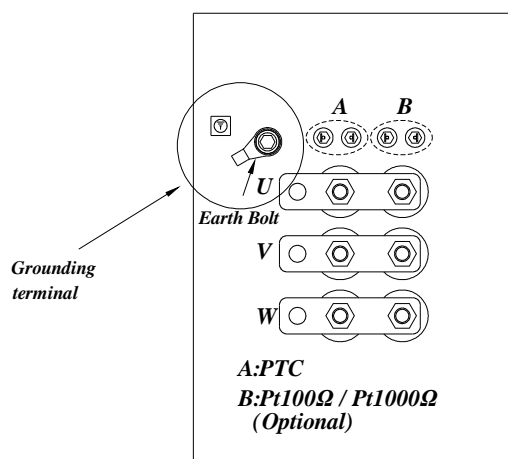 A B
U
Earth Bolt
V
Grounding
terminal
W
A:PTC
B:Pt100Ω / Pt1000Ω
(Optional)